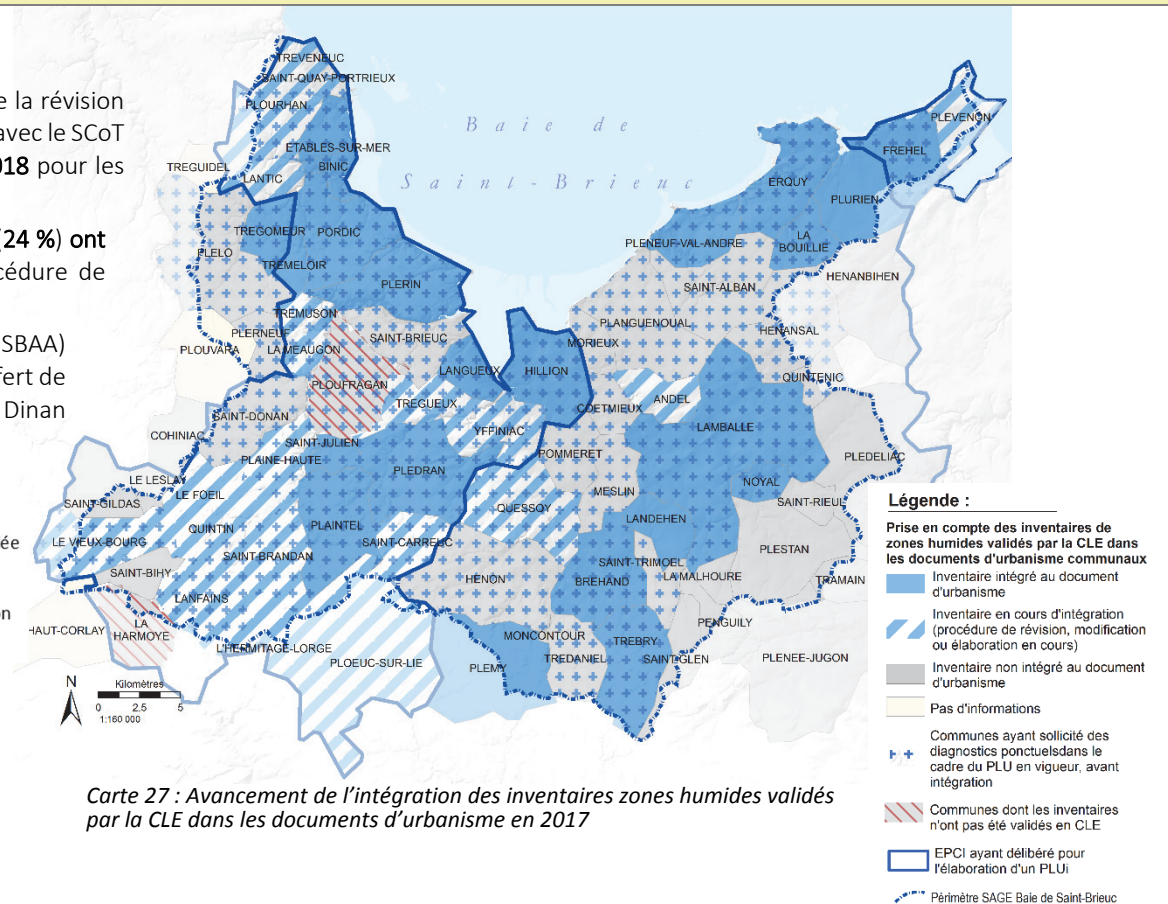 e la révision
avec le SCoT
018 pour les
(24 %) ont
cédure de
SBAA)
fert de
Dinan
ée
on
Baie de
Saint-Brieuc
TREVENEUC
SAINT-QUAY-PORTRIEUX
PLOURHAN
PLEVENON
FREHEL
ETABLES-SUR-MER
BINIC
TREGUIDEL
LANTIC
ERQUY
PLURIEN
TREGOMEUR
PORDIC
PLENEUF-VAL-ANDRE
LA
BOUILLIE
PLELO
TREMELOIR
HENANBIHEN
PLERIN
SAINT-ALBAN
TREMUSON
PLANGUENOUAL
HENANSAL
PLERNEUF
SAINT-BRIEUC
MORIEUX
PLOUVARA
LA MEAUGON
LANGUEUX
HILLION
QUINTENIC
PLOUFRAGAN
ANDEL
TREGUEUX
COETMIEUX
SAINT-DONAN
YFFINIAC
LAMBALLE
COHINIAC
SAINT-JULIEN
PLAINE-HAUTE
POMMERET
PLEDELIAC
PLEDRAN
LE LESLAY
NOYAL
LE FOEIL
MESLIN
SAINT-RIEUL
SAINT-GILDAS
QUESSOY
LANDEHEN
QUINTIN
PLAINTEL
LE VIEUX-BOURG
SAINT-CARREUC
PLESTAN
SAINT-BRANDAN
SAINT-TRIMOEL
SAINT-BIHY
HENON
BREHAND
LA MALHOURE
TRAMAIN
LANFAINS
PENGUILY
HAUT-CORLAY
LA
HARMOYE
MONCONTOUR
TREBRY
L'HERMITAGE-LORGE
PLOEUC-SUR-LIE
PLEMY
TREDANIEL
SAINT-GLEN
PLENEE-JUGON
N
Kilomètres
0 2.5 5
1:160 000
Carte 27 : Avancement de l'intégration des inventaires zones humides validés
par la CLE dans les documents d'urbanisme en 2017
Légende :
Prise en compte des inventaires de
zones humides validés par la CLE dans
les documents d'urbanisme communaux
Inventaire intégré au document
d'urbanisme
Inventaire en cours d'intégration
(procédure de révision, modification
ou élaboration en cours)
Inventaire non intégré au document
d'urbanisme
Pas d'informations
Communes ayant sollicité des
diagnostics ponctuelsdans le
cadre du PLU en vigueur, avant
intégration
Communes dont les inventaires
n'ont pas été validés en CLE
EPCI ayant délibéré pour
l'élaboration d'un PLUi
Périmètre SAGE Baie de Saint-Brieuc